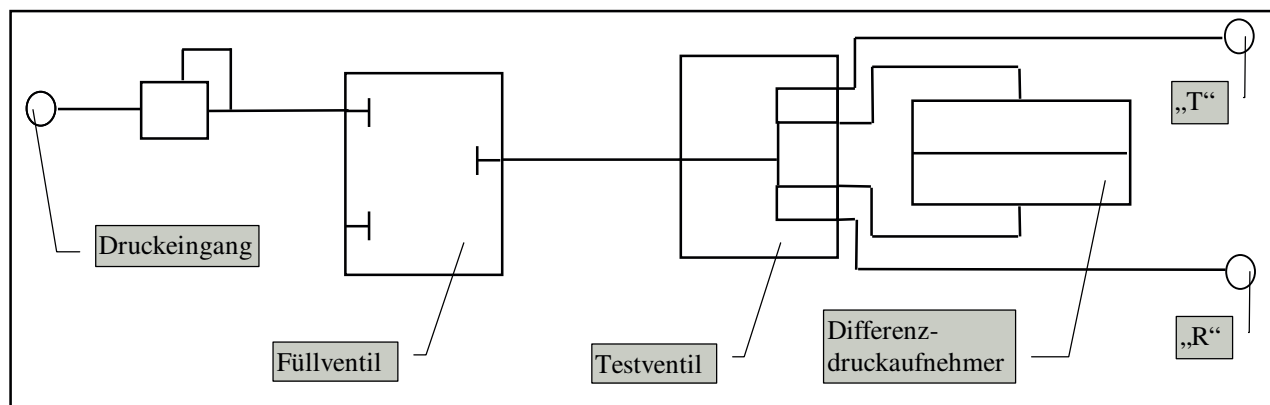 „T“
Druckeingang
„R“
Füllventil
Testventil
Differenz-
druckaufnehmer